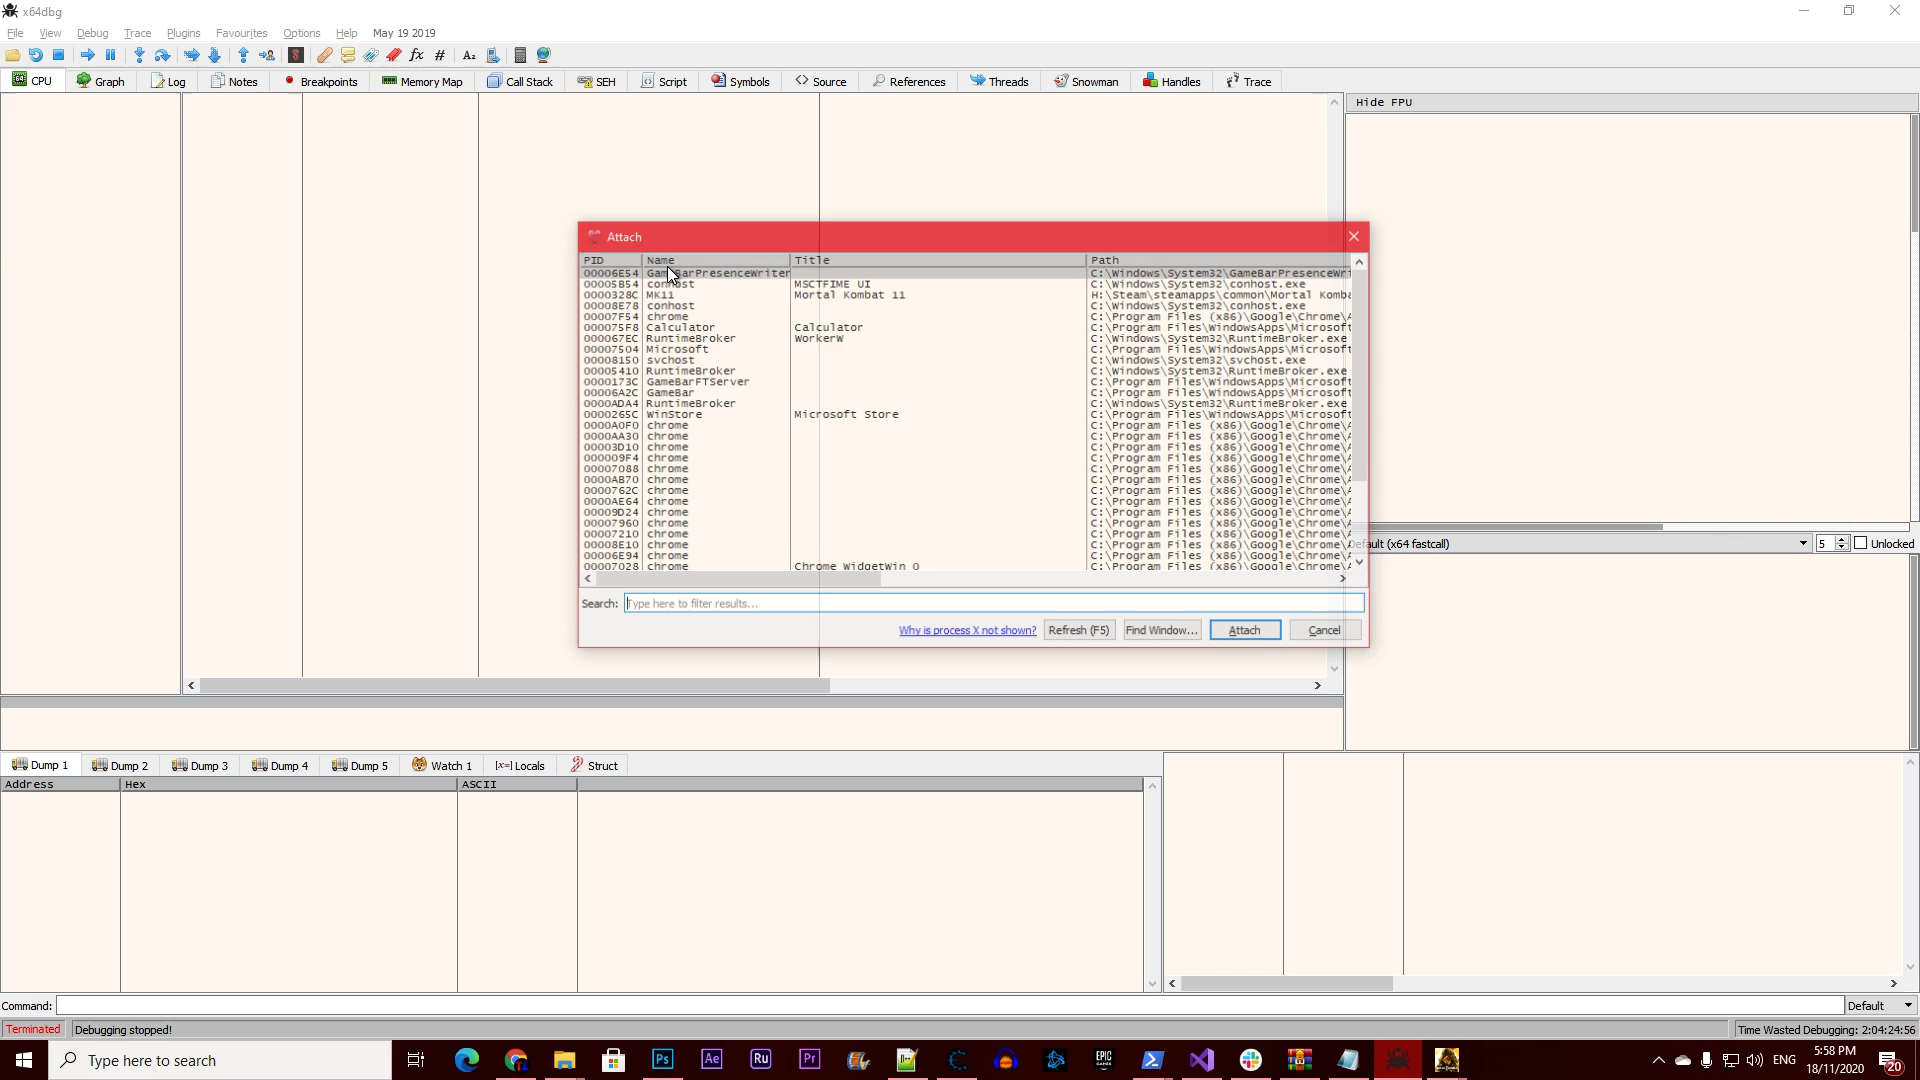 x64dbg
File View Debug Trace Plugins Favourites Options Help May 19 2019
CPU Graph Log Notes Breakpoints Memory Map Call Stack SEH Script Symbols Source References Threads Snowman Handles Trace
Hide FPU
Attach
PID Name Title Path
00006E54 GameBarPresenceWriter C:\Windows\System32\GameBarPresenceWri
00005B54 conhost MSCTFIME UI C:\Windows\System32\conhost.exe
0000328C MK11 Mortal Kombat 11 H:\Steam\steamapps\common\Mortal Komba
00008E78 conhost C:\Windows\System32\conhost.exe
00007F54 chrome C:\Program Files (x86)\Google\Chrome\A
000075F8 Calculator Calculator C:\Program Files\WindowsApps\Microsoft
000067EC RuntimeBroker WorkerW C:\Windows\System32\RuntimeBroker.exe
00007504 Microsoft C:\Program Files\WindowsApps\Microsoft
00008150 svchost C:\Windows\System32\svchost.exe
00005410 RuntimeBroker C:\Windows\System32\RuntimeBroker.exe
0000173C GameBarFTServer C:\Program Files\WindowsApps\Microsoft
00006A2C GameBar C:\Program Files\WindowsApps\Microsoft
0000ADA4 RuntimeBroker C:\Windows\System32\RuntimeBroker.exe
0000265C WinStore Microsoft Store C:\Program Files\WindowsApps\Microsoft
0000A0F0 chrome C:\Program Files (x86)\Google\Chrome\A
0000AA30 chrome C:\Program Files (x86)\Google\Chrome\A
00003D10 chrome C:\Program Files (x86)\Google\Chrome\A
000009F4 chrome C:\Program Files (x86)\Google\Chrome\A
00007088 chrome C:\Program Files (x86)\Google\Chrome\A
0000AB70 chrome C:\Program Files (x86)\Google\Chrome\A
0000762C chrome C:\Program Files (x86)\Google\Chrome\A
0000AE64 chrome C:\Program Files (x86)\Google\Chrome\A
00009D24 chrome C:\Program Files (x86)\Google\Chrome\A
00007960 chrome C:\Program Files (x86)\Google\Chrome\A
00007210 chrome C:\Program Files (x86)\Google\Chrome\A
00008E10 chrome C:\Program Files (x86)\Google\Chrome\A
00006E94 chrome C:\Program Files (x86)\Google\Chrome\A
00007028 chrome Chrome_WidgetWin_0 C:\Program Files (x86)\Google\Chrome\A
Default (x64 fastcall) 5 Unlocked
Search: Type here to filter results...
Why is process X not shown? Refresh (F5) Find Window... Attach Cancel
Dump 1 Dump 2 Dump 3 Dump 4 Dump 5 Watch 1 [x=] Locals Struct
Address Hex ASCII
Command: Default
Terminated Debugging stopped! Time Wasted Debugging: 2:04:24:56
Type here to search Ps Ae Ru Pr EPIC GAMES ENG 5:58 PM 18/11/2020 20